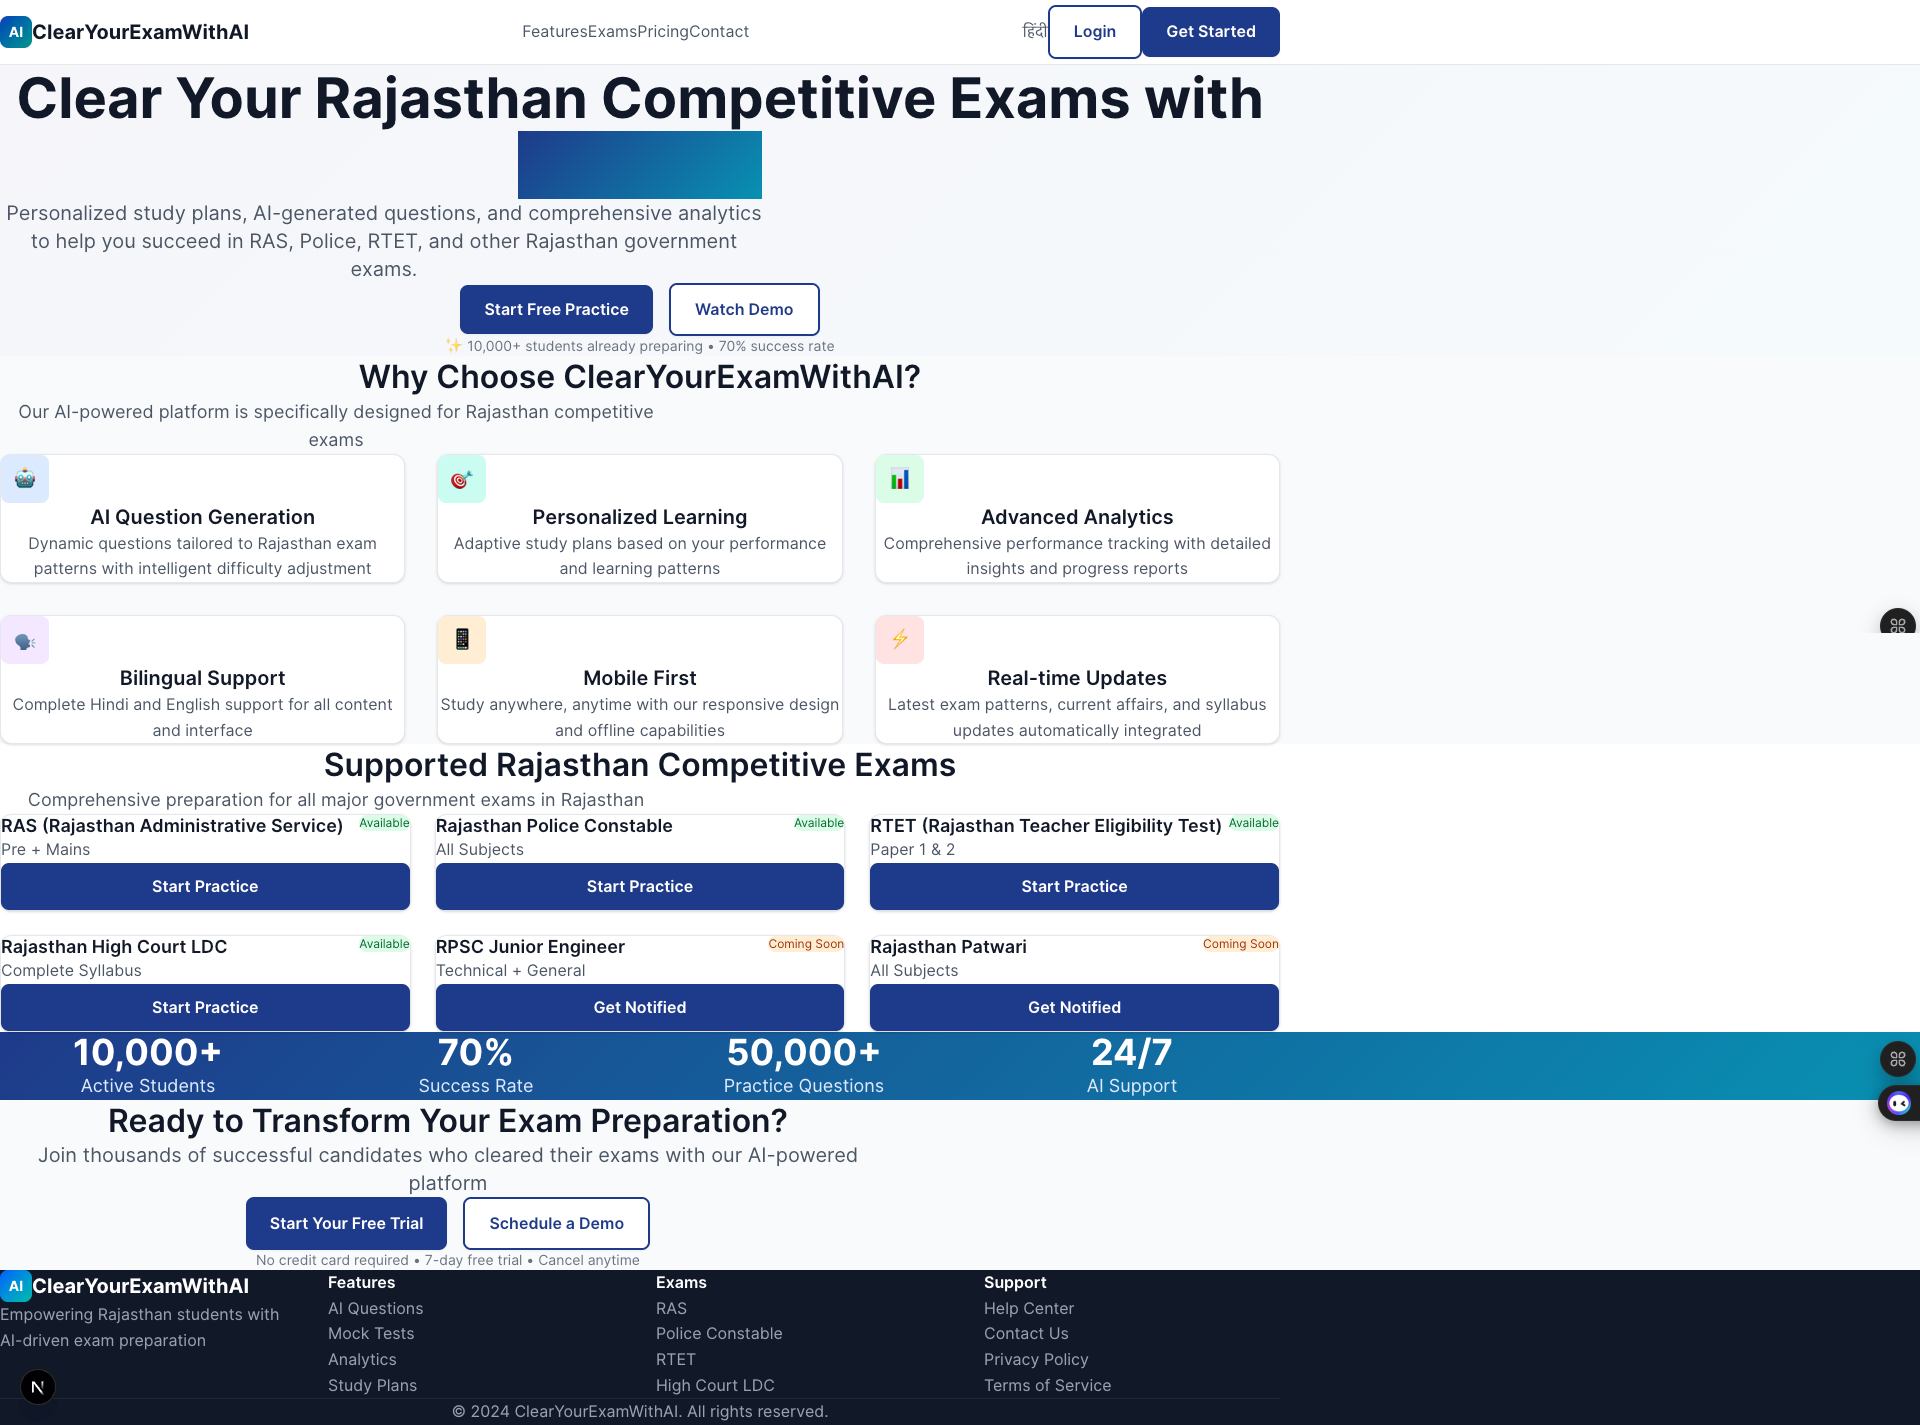 AI ClearYourExamWithAI
Features Exams Pricing Contact
हिंदी
Login
Get Started
Clear Your Rajasthan Competitive Exams with
Personalized study plans, AI-generated questions, and comprehensive analytics
to help you succeed in RAS, Police, RTET, and other Rajasthan government
exams.
Start Free Practice
Watch Demo
✨ 10,000+ students already preparing • 70% success rate
Why Choose ClearYourExamWithAI?
Our AI-powered platform is specifically designed for Rajasthan competitive
exams
AI Question Generation
Dynamic questions tailored to Rajasthan exam
patterns with intelligent difficulty adjustment
Personalized Learning
Adaptive study plans based on your performance
and learning patterns
Advanced Analytics
Comprehensive performance tracking with detailed
insights and progress reports
Bilingual Support
Complete Hindi and English support for all content
and interface
Mobile First
Study anywhere, anytime with our responsive design
and offline capabilities
Real-time Updates
Latest exam patterns, current affairs, and syllabus
updates automatically integrated
Supported Rajasthan Competitive Exams
Comprehensive preparation for all major government exams in Rajasthan
RAS (Rajasthan Administrative Service)
Available
Pre + Mains
Start Practice
Rajasthan Police Constable
Available
All Subjects
Start Practice
RTET (Rajasthan Teacher Eligibility Test)
Available
Paper 1 & 2
Start Practice
Rajasthan High Court LDC
Available
Complete Syllabus
Start Practice
RPSC Junior Engineer
Coming Soon
Technical + General
Get Notified
Rajasthan Patwari
Coming Soon
All Subjects
Get Notified
10,000+
Active Students
70%
Success Rate
50,000+
Practice Questions
24/7
AI Support
Ready to Transform Your Exam Preparation?
Join thousands of successful candidates who cleared their exams with our AI-powered
platform
Start Your Free Trial
Schedule a Demo
No credit card required • 7-day free trial • Cancel anytime
AI ClearYourExamWithAI
Empowering Rajasthan students with
AI-driven exam preparation
Features
AI Questions
Mock Tests
Analytics
Study Plans
Exams
RAS
Police Constable
RTET
High Court LDC
Support
Help Center
Contact Us
Privacy Policy
Terms of Service
N
© 2024 ClearYourExamWithAI. All rights reserved.